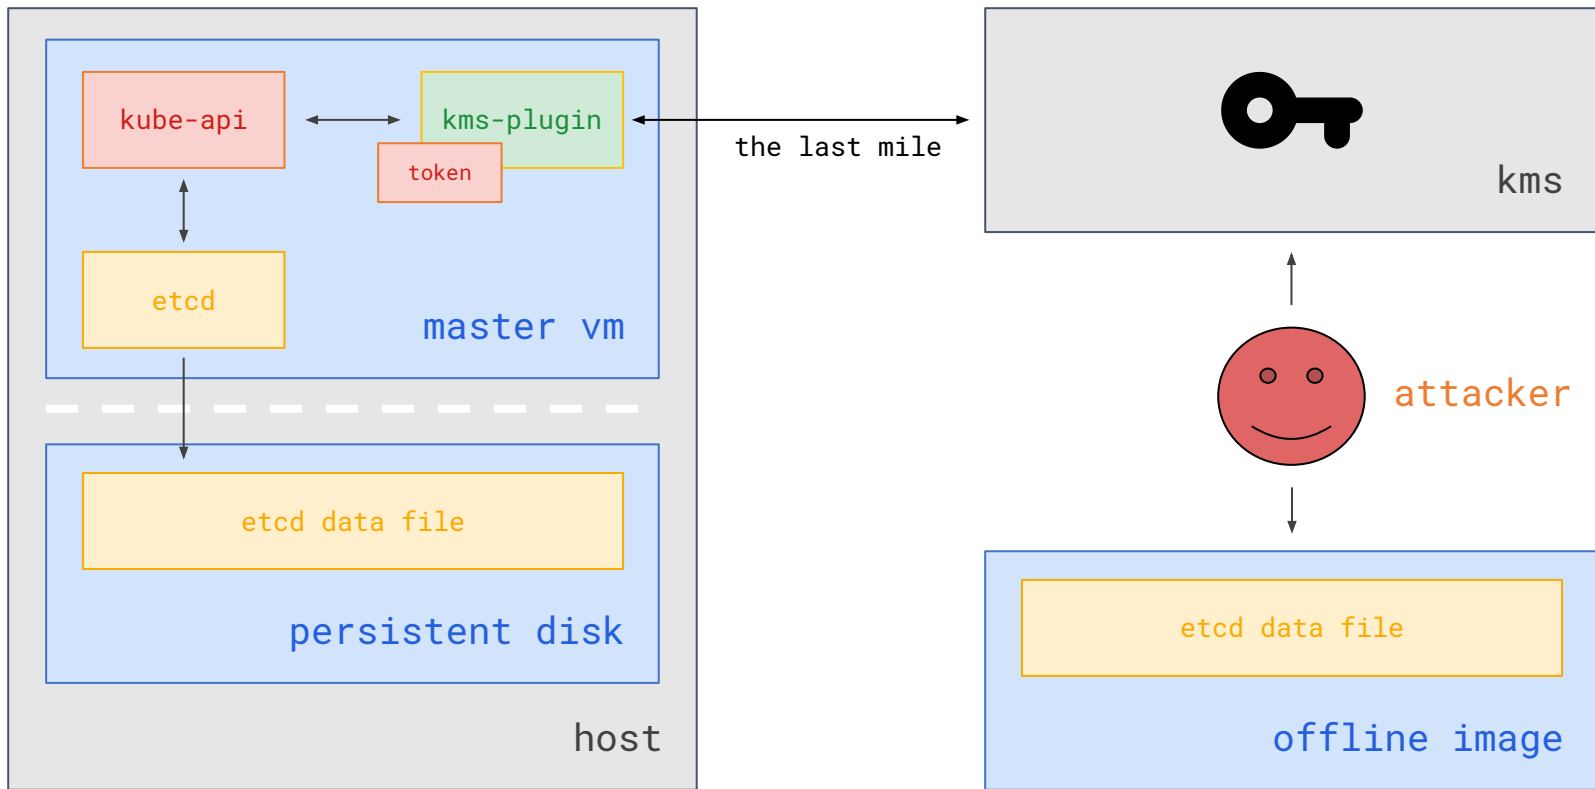 kube-api
kms-plugin
token
the last mile
kms
etcd
master vm
attacker
etcd data file
persistent disk
host
etcd data file
offline image